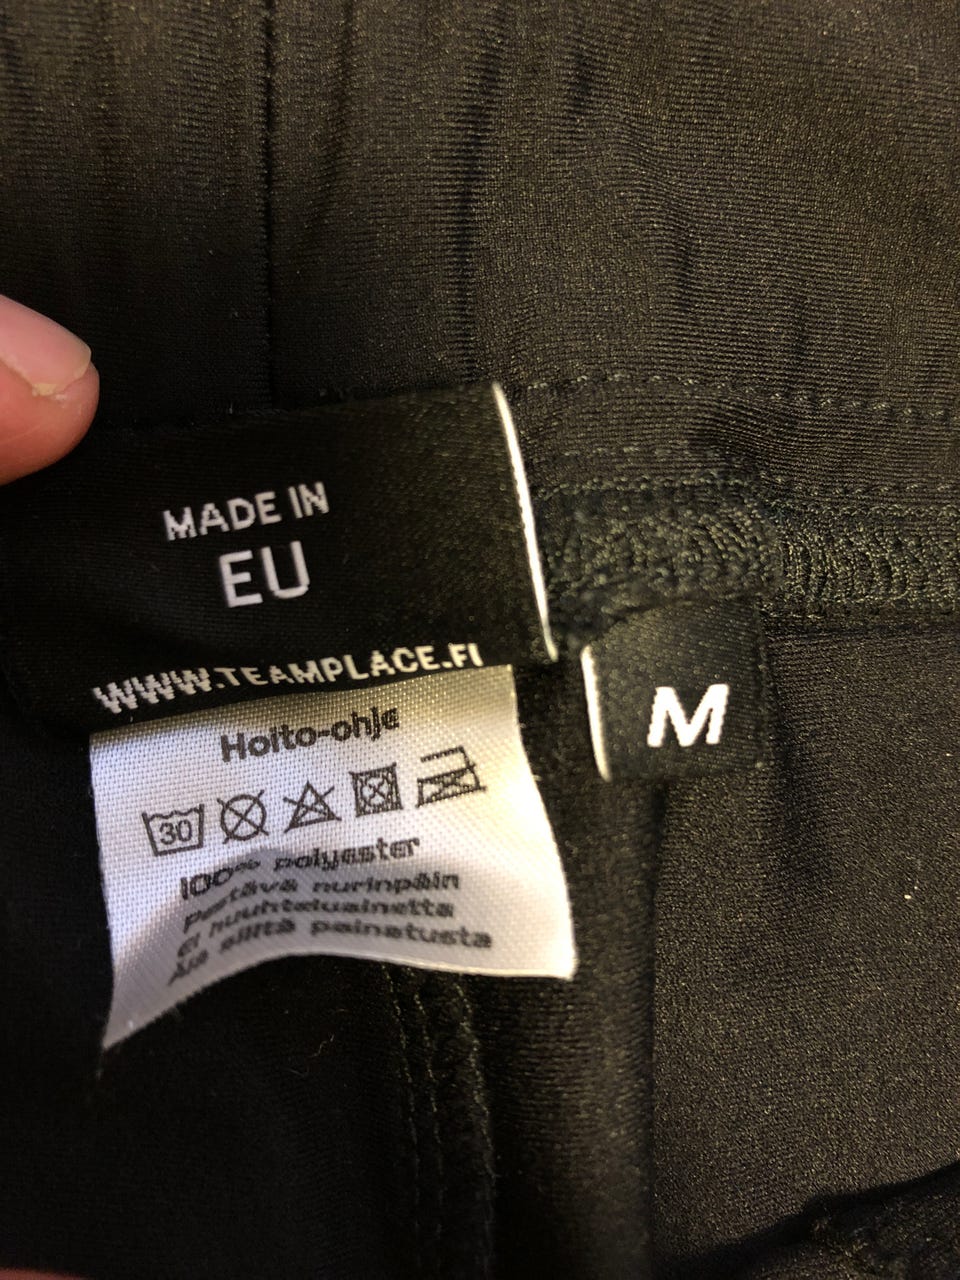 MADE IN
EU
WWW.TEAMPLACE.FI
M
Hoito-ohje
30
100% polyester
Pestävä nurinpäin
Ei huuhteluainetta
Älä silitä painatusta